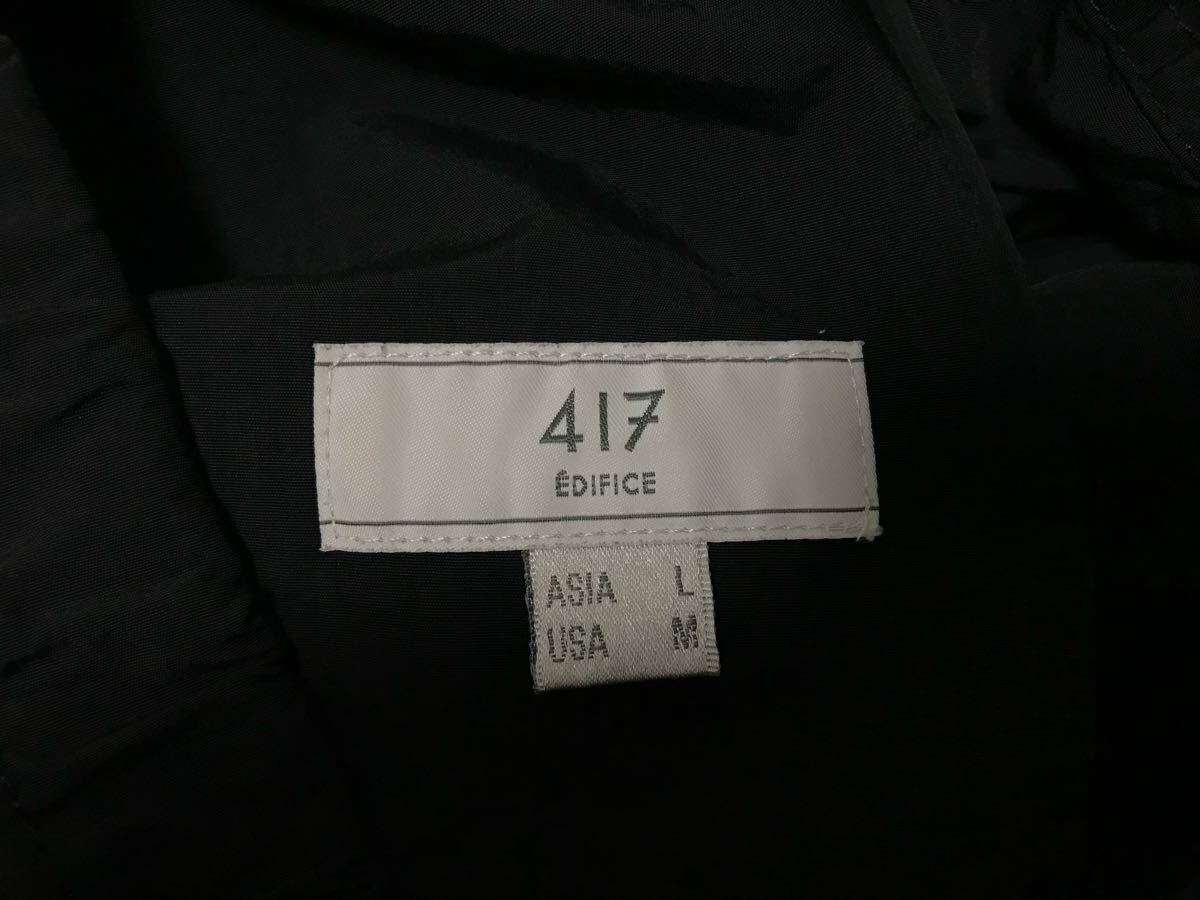 417
ÉDIFICE
ASIA L
USA M